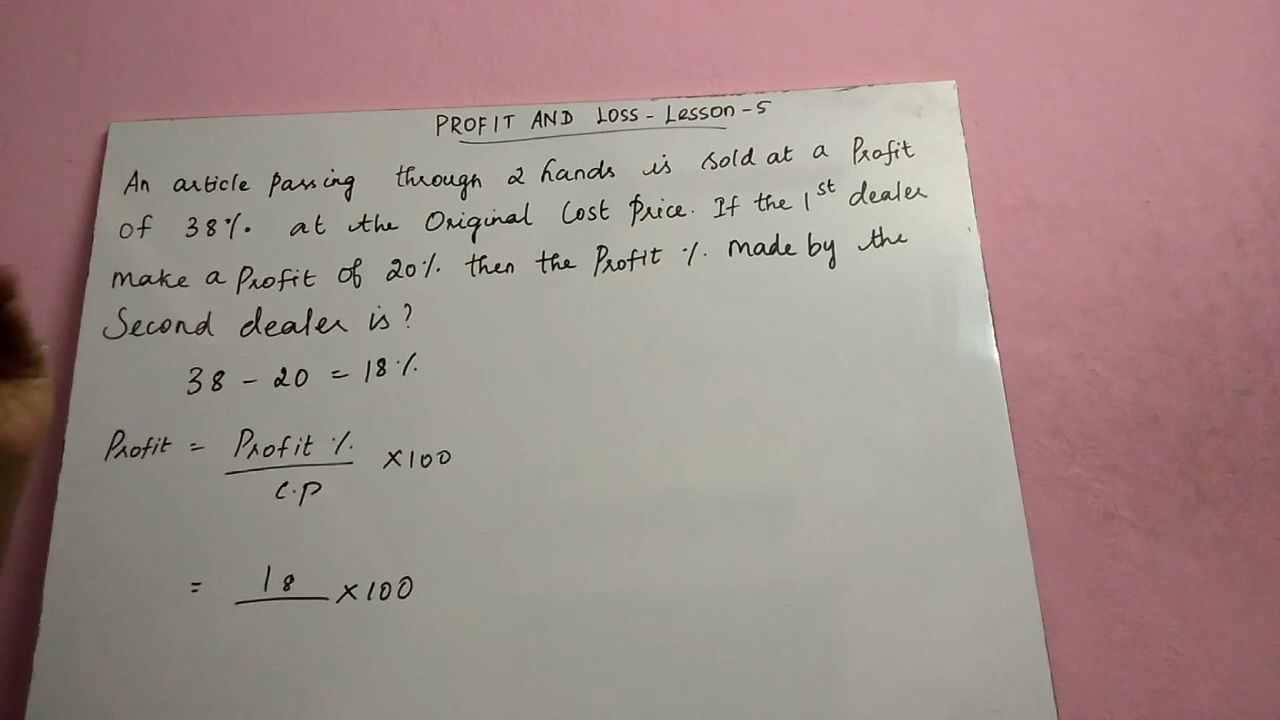 PROFIT AND LOSS - Lesson - 5
An article passing through 2 hands is sold at a Profit
of 38%. at the Original Cost Price. If the 1st dealer
make a Profit of 20%. then the Profit %. made by the
Second dealer is?
38 - 20 = 18%
Profit = Profit % / C.P ×100
= 18 / ×100